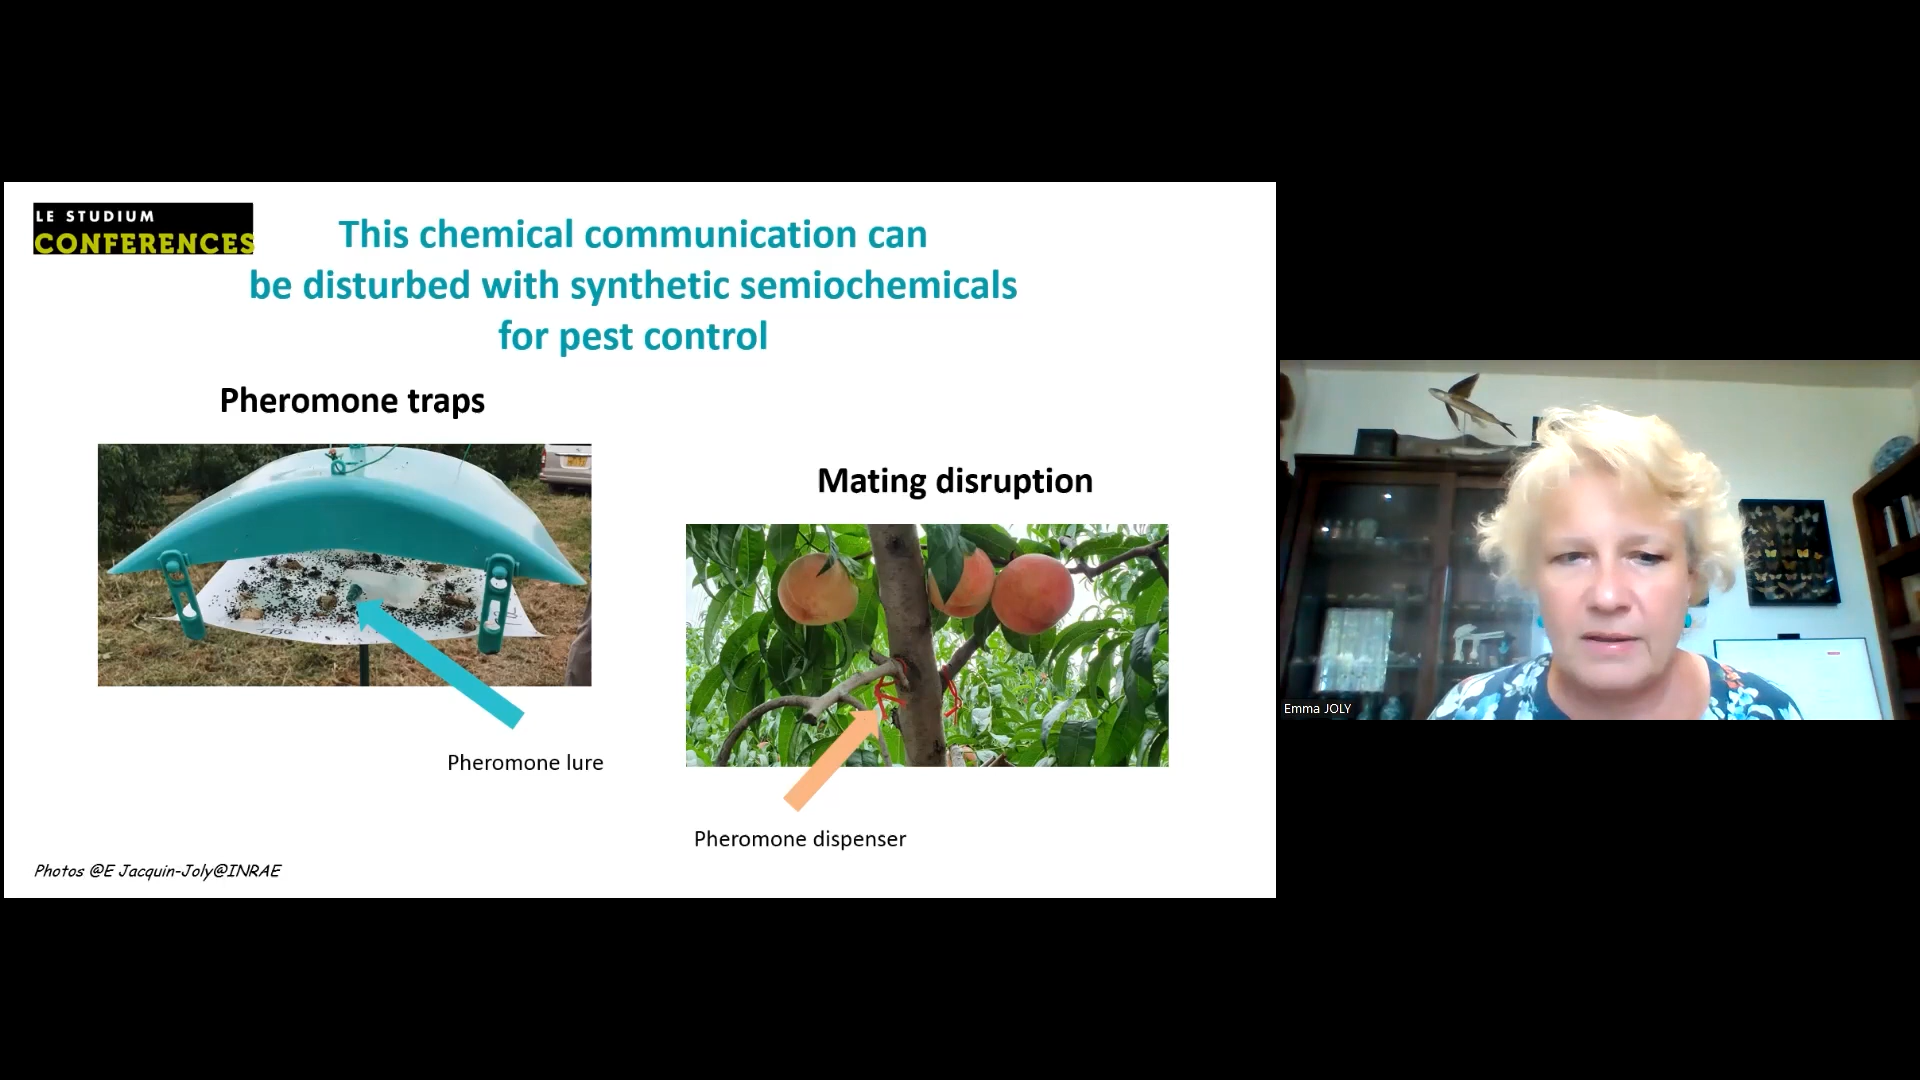 LE STUDIUM
CONFERENCES
This chemical communication can
be disturbed with synthetic semiochemicals
for pest control
Pheromone traps
Mating disruption
Pheromone lure
Pheromone dispenser
Photos @E Jacquin-Joly@INRAE
Emma JOLY